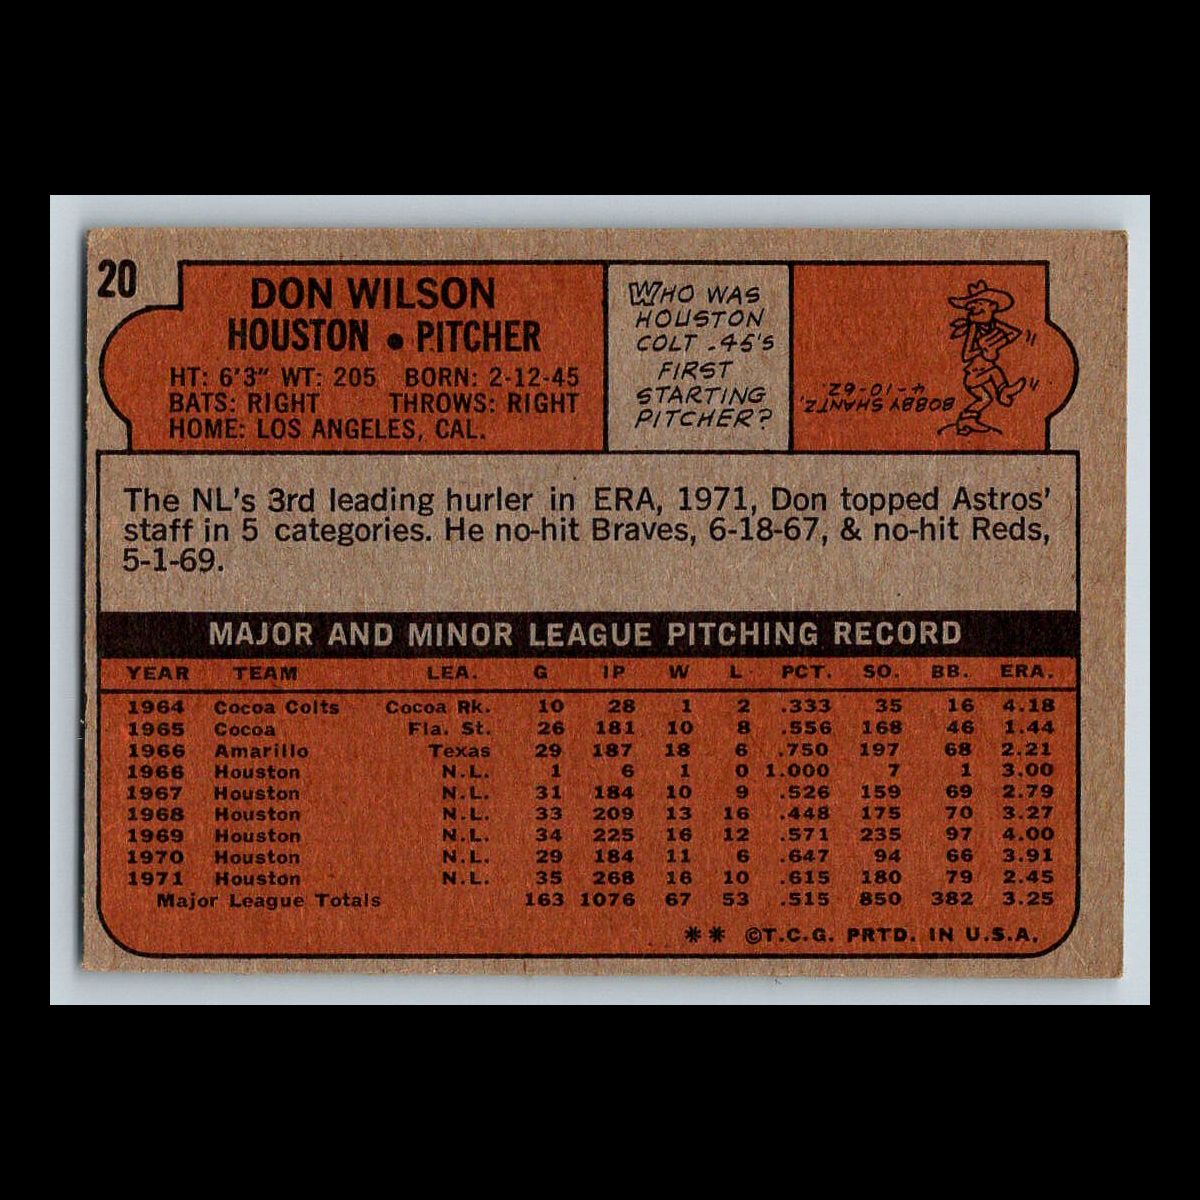 20
DON WILSON
HOUSTON • PITCHER
HT: 6'3" WT: 205 BORN: 2-12-45
BATS: RIGHT THROWS: RIGHT
HOME: LOS ANGELES, CAL.
WHO WAS
HOUSTON
COLT .45'S
FIRST
STARTING
PITCHER?
BOBBY SHANTZ,
4-10-62.
The NL's 3rd leading hurler in ERA, 1971, Don topped Astros'
staff in 5 categories. He no-hit Braves, 6-18-67, & no-hit Reds,
5-1-69.
MAJOR AND MINOR LEAGUE PITCHING RECORD
YEAR TEAM LEA. G IP W L PCT. SO. BB. ERA.
1964 Cocoa Colts Cocoa Rk. 10 28 1 2 .333 35 16 4.18
1965 Cocoa Fla. St. 26 181 10 8 .556 168 46 1.44
1966 Amarillo Texas 29 187 18 6 .750 197 68 2.21
1966 Houston N.L. 1 6 1 0 1.000 7 1 3.00
1967 Houston N.L. 31 184 10 9 .526 159 69 2.79
1968 Houston N.L. 33 209 13 16 .448 175 70 3.27
1969 Houston N.L. 34 225 16 12 .571 235 97 4.00
1970 Houston N.L. 29 184 11 6 .647 94 66 3.91
1971 Houston N.L. 35 268 16 10 .615 180 79 2.45
Major League Totals 163 1076 67 53 .515 850 382 3.25
** ©T.C.G. PRTD. IN U.S.A.